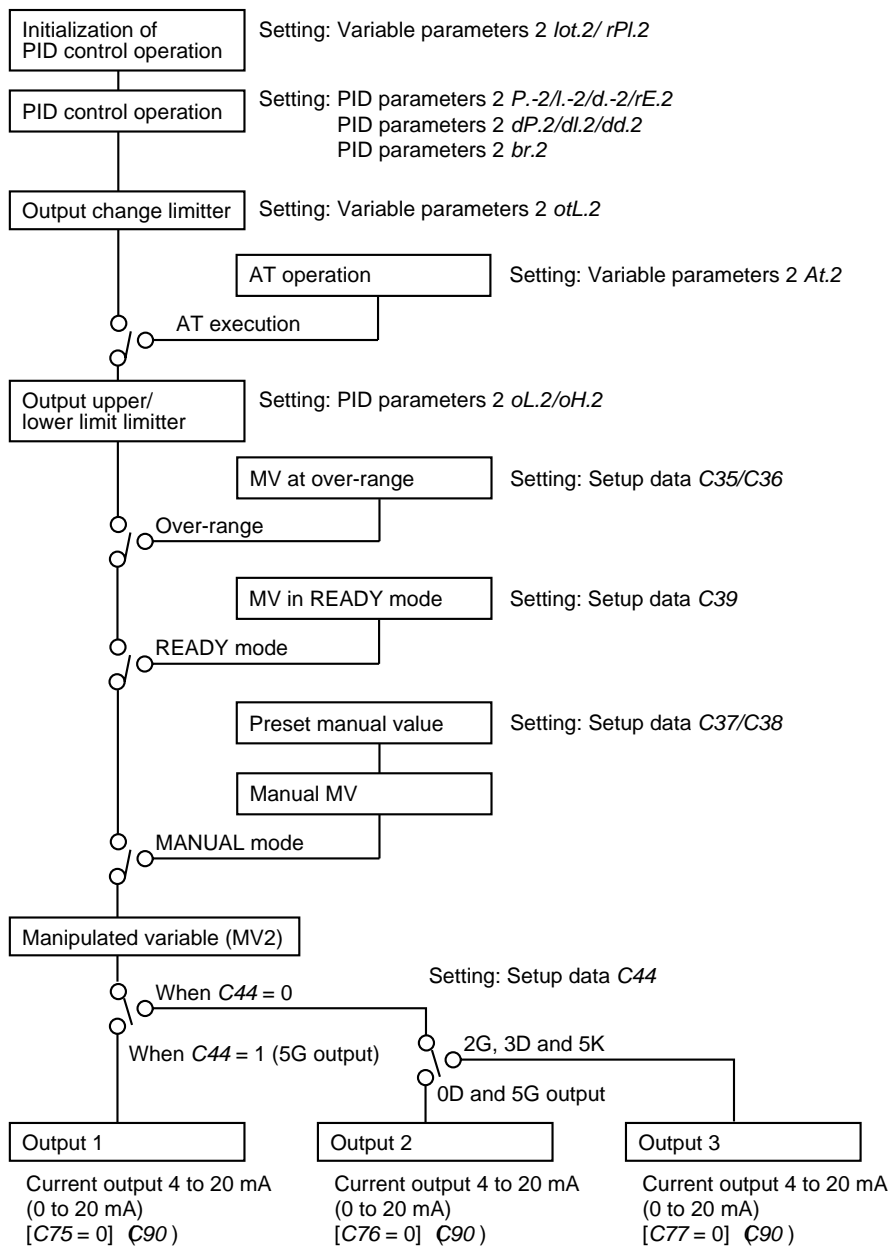 Initialization of
PID control operation
Setting: Variable parameters 2 Iot.2/ rPI.2
PID control operation
Setting: PID parameters 2 P.-2/I.-2/d.-2/rE.2
PID parameters 2 dP.2/dI.2/dd.2
PID parameters 2 br.2
Output change limitter
Setting: Variable parameters 2 otL.2
AT operation
Setting: Variable parameters 2 At.2
AT execution
Output upper/
lower limit limitter
Setting: PID parameters 2 oL.2/oH.2
MV at over-range
Setting: Setup data C35/C36
Over-range
MV in READY mode
Setting: Setup data C39
READY mode
Preset manual value
Setting: Setup data C37/C38
Manual MV
MANUAL mode
Manipulated variable (MV2)
Setting: Setup data C44
When C44 = 0
2G, 3D and 5K
When C44 = 1 (5G output)
0D and 5G output
Output 1
Output 2
Output 3
Current output 4 to 20 mA
(0 to 20 mA)
[C75 = 0] (C90 )
Current output 4 to 20 mA
(0 to 20 mA)
[C76 = 0] (C90 )
Current output 4 to 20 mA
(0 to 20 mA)
[C77 = 0] (C90 )